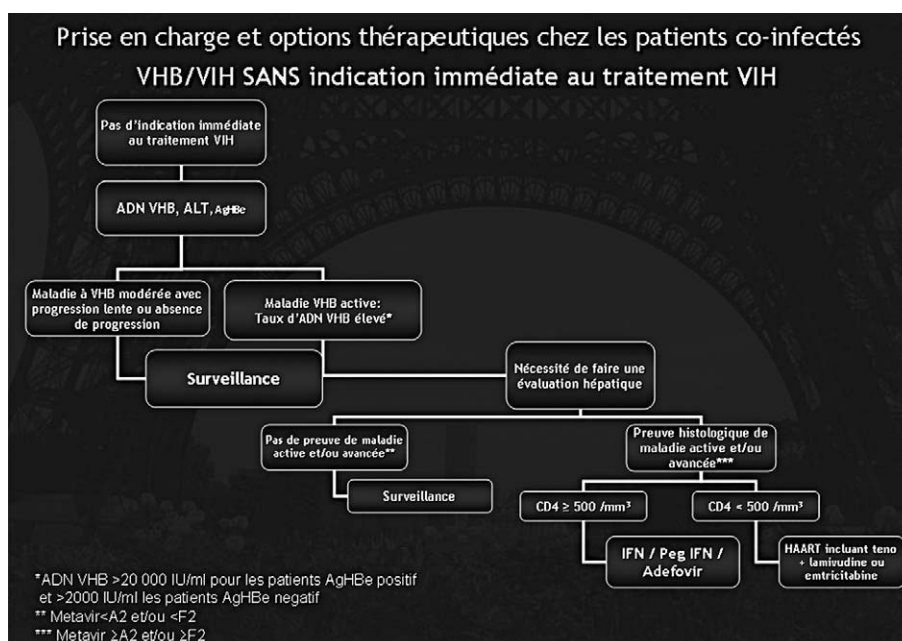 Prise en charge et options thérapeutiques chez les patients co-infectés
VHB/VIH SANS indication immédiate au traitement VIH
Pas d'indication immédiate
au traitement VIH
ADN VHB, ALT, AgHBe
Maladie à VHB modérée avec
progression lente ou absence
de progression
Maladie VHB active:
Taux d'ADN VHB élevé*
Surveillance
Nécessité de faire une
évaluation hépatique
Pas de preuve de maladie
active et/ou avancée**
Preuve histologique de
maladie active et/ou
avancée***
Surveillance
CD4 ≥ 500 /mm³
CD4 < 500 /mm³
IFN / Peg IFN /
Adefovir
HAART incluant teno
+ lamivudine ou
emtricitabine
*ADN VHB >20 000 IU/ml pour les patients AgHBe positif
et >2000 IU/ml les patients AgHBe negatif
** Metavir<A2 et/ou <F2
*** Metavir ≥A2 et/ou ≥F2